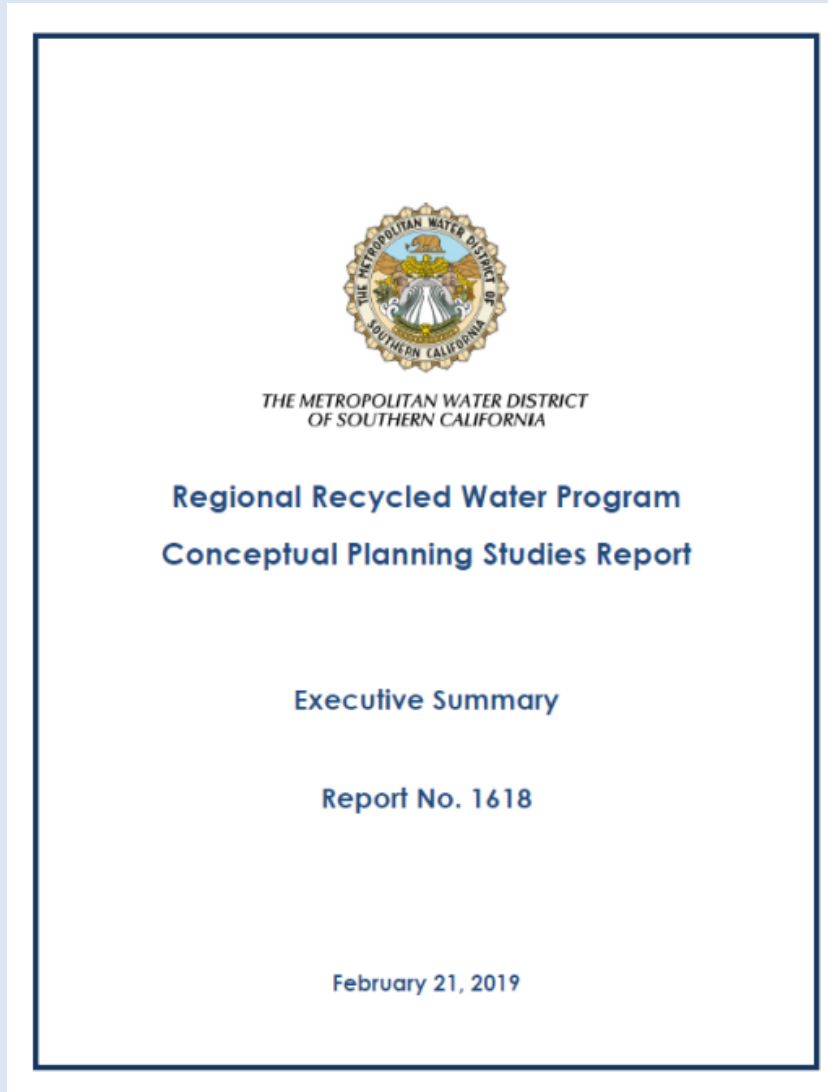 THE METROPOLITAN WATER DISTRICT OF
SOUTHERN CALIFORNIA
THE METROPOLITAN WATER DISTRICT
OF SOUTHERN CALIFORNIA
Regional Recycled Water Program
Conceptual Planning Studies Report
Executive Summary
Report No. 1618
February 21, 2019